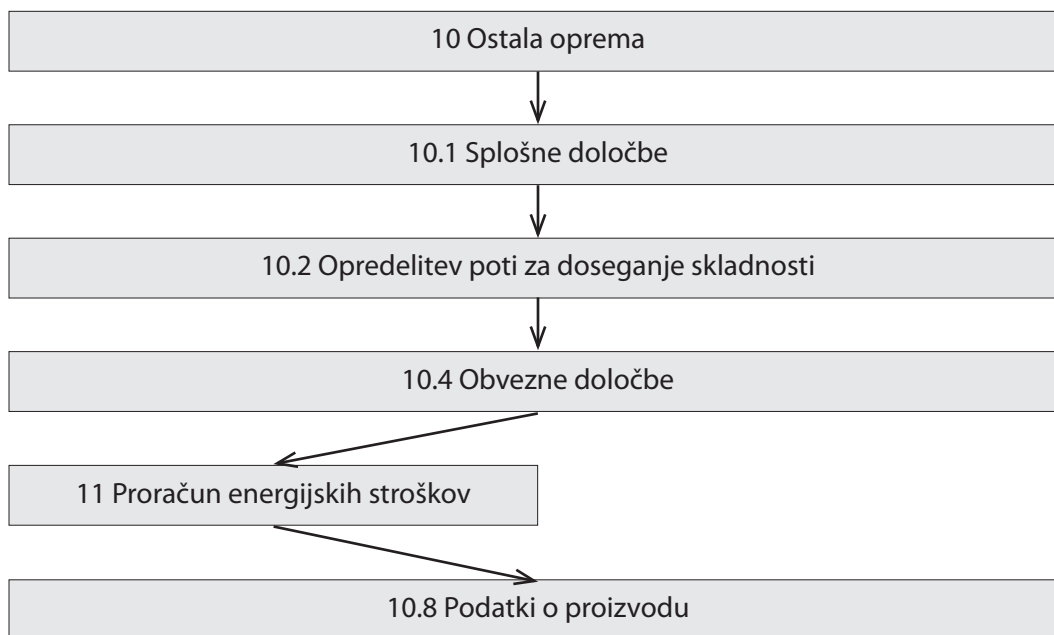 10 Ostala oprema
10.1 Splošne določbe
10.2 Opredelitev poti za doseganje skladnosti
10.4 Obvezne določbe
11 Proračun energijskih stroškov
10.8 Podatki o proizvodu